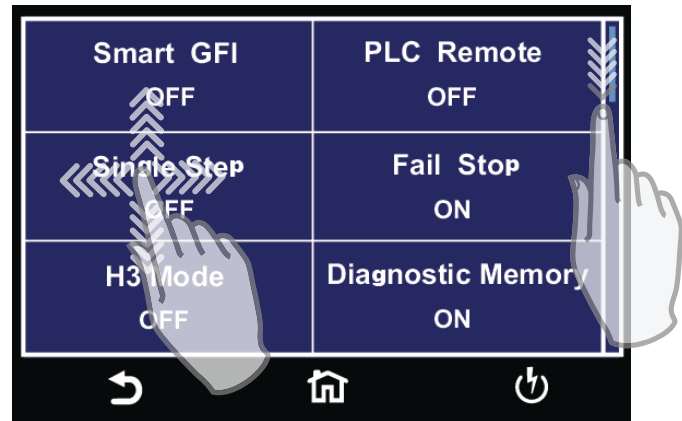 Smart GFI
OFF
PLC Remote
OFF
Single Step
OFF
Fail Stop
ON
H3 Mode
OFF
Diagnostic Memory
ON